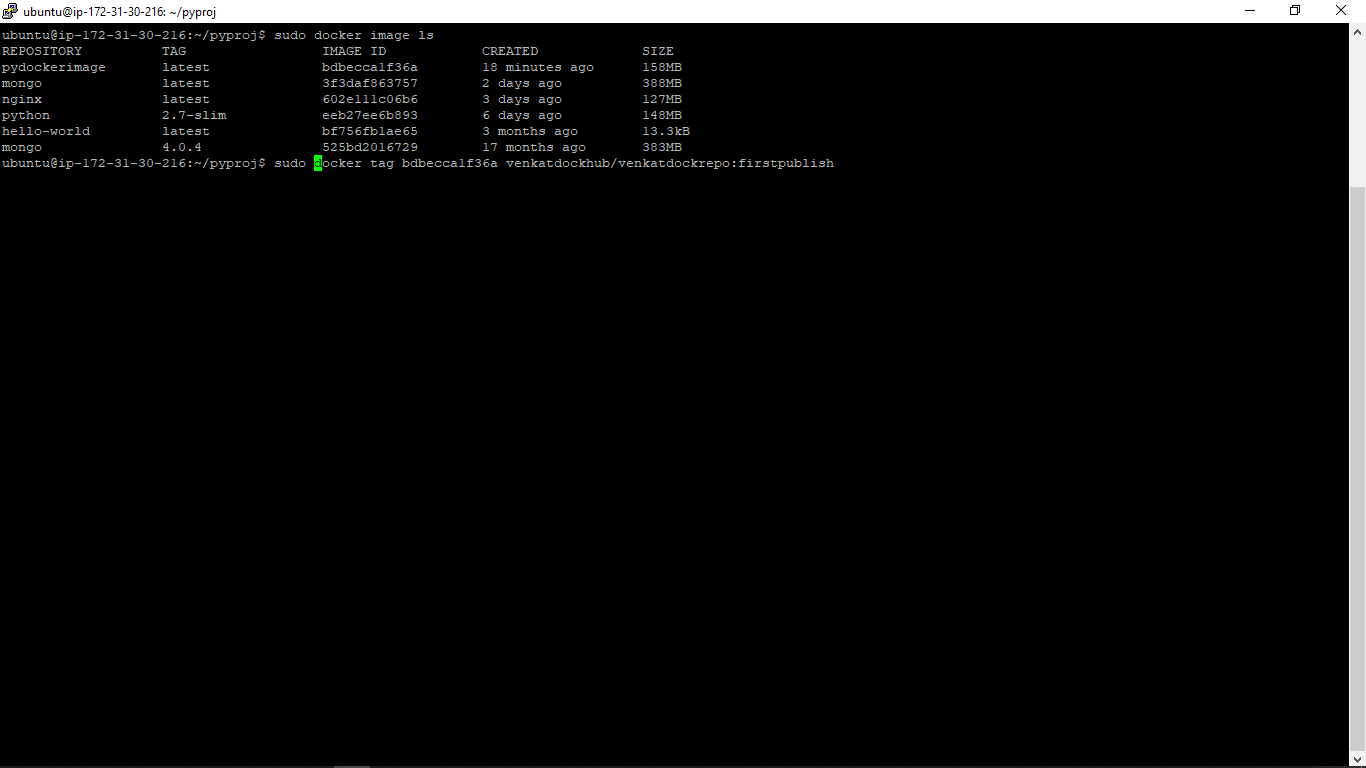 ubuntu@ip-172-31-30-216: ~/pyproj
ubuntu@ip-172-31-30-216:~/pyproj$ sudo docker image ls
REPOSITORY TAG IMAGE ID CREATED SIZE
pydockerimage latest bdbecca1f36a 18 minutes ago 158MB
mongo latest 3f3daf863757 2 days ago 388MB
nginx latest 602e111c06b6 3 days ago 127MB
python 2.7-slim eeb27ee6b893 6 days ago 148MB
hello-world latest bf756fb1ae65 3 months ago 13.3kB
mongo 4.0.4 525bd2016729 17 months ago 383MB
ubuntu@ip-172-31-30-216:~/pyproj$ sudo docker tag bdbecca1f36a venkatdockhub/venkatdockrepo:firstpublish